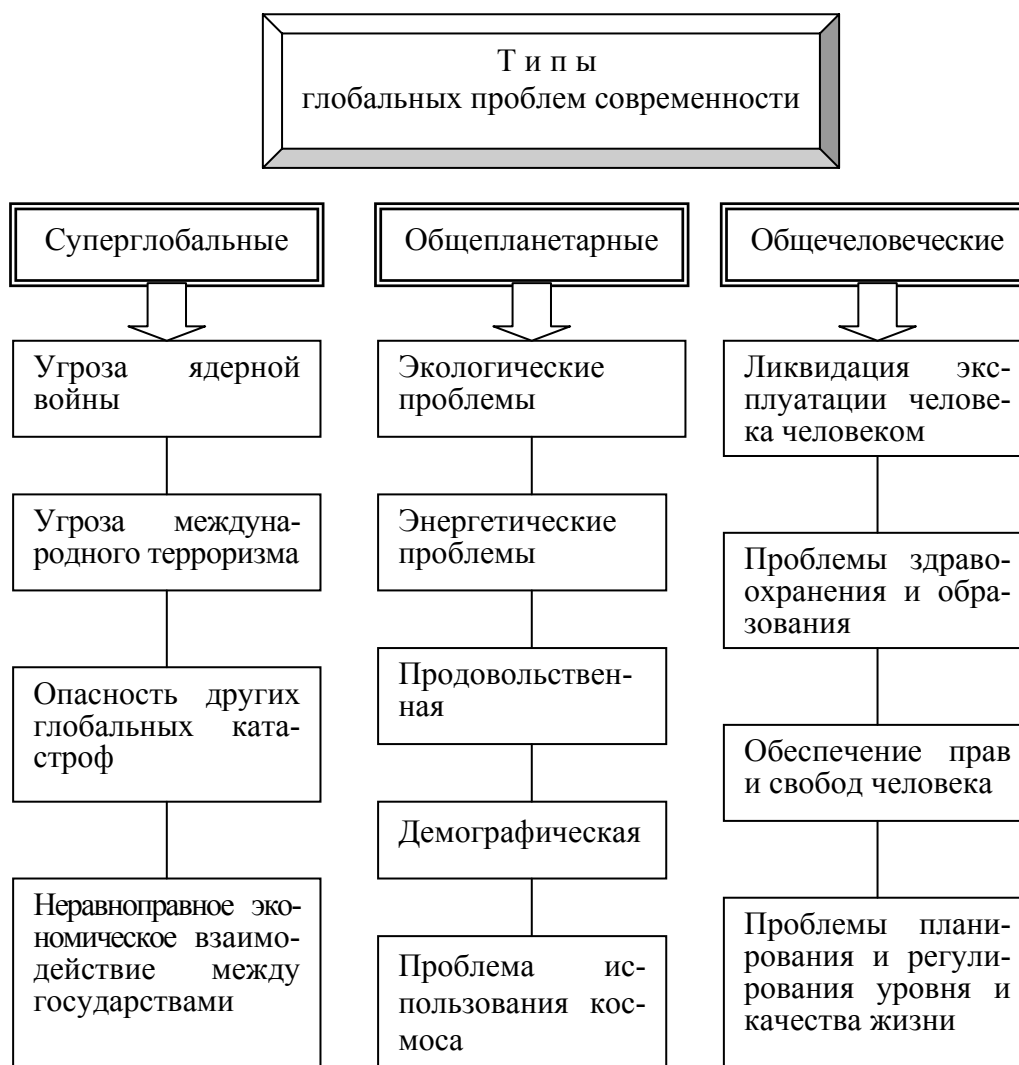 Т и п ы
глобальных проблем современности
Суперглобальные
Угроза ядерной
войны
Угроза междуна-
родного терроризма
Опасность других
глобальных ката-
строф
Неравноправное эко-
номическое взаимо-
действие между
государствами
Общепланетарные
Экологические
проблемы
Энергетические
проблемы
Продовольствен-
ная
Демографическая
Проблема ис-
пользования кос-
моса
Общечеловеческие
Ликвидация экс-
плуатации челове-
ка человеком
Проблемы здраво-
охранения и обра-
зования
Обеспечение прав
и свобод человека
Проблемы плани-
рования и регули-
рования уровня и
качества жизни